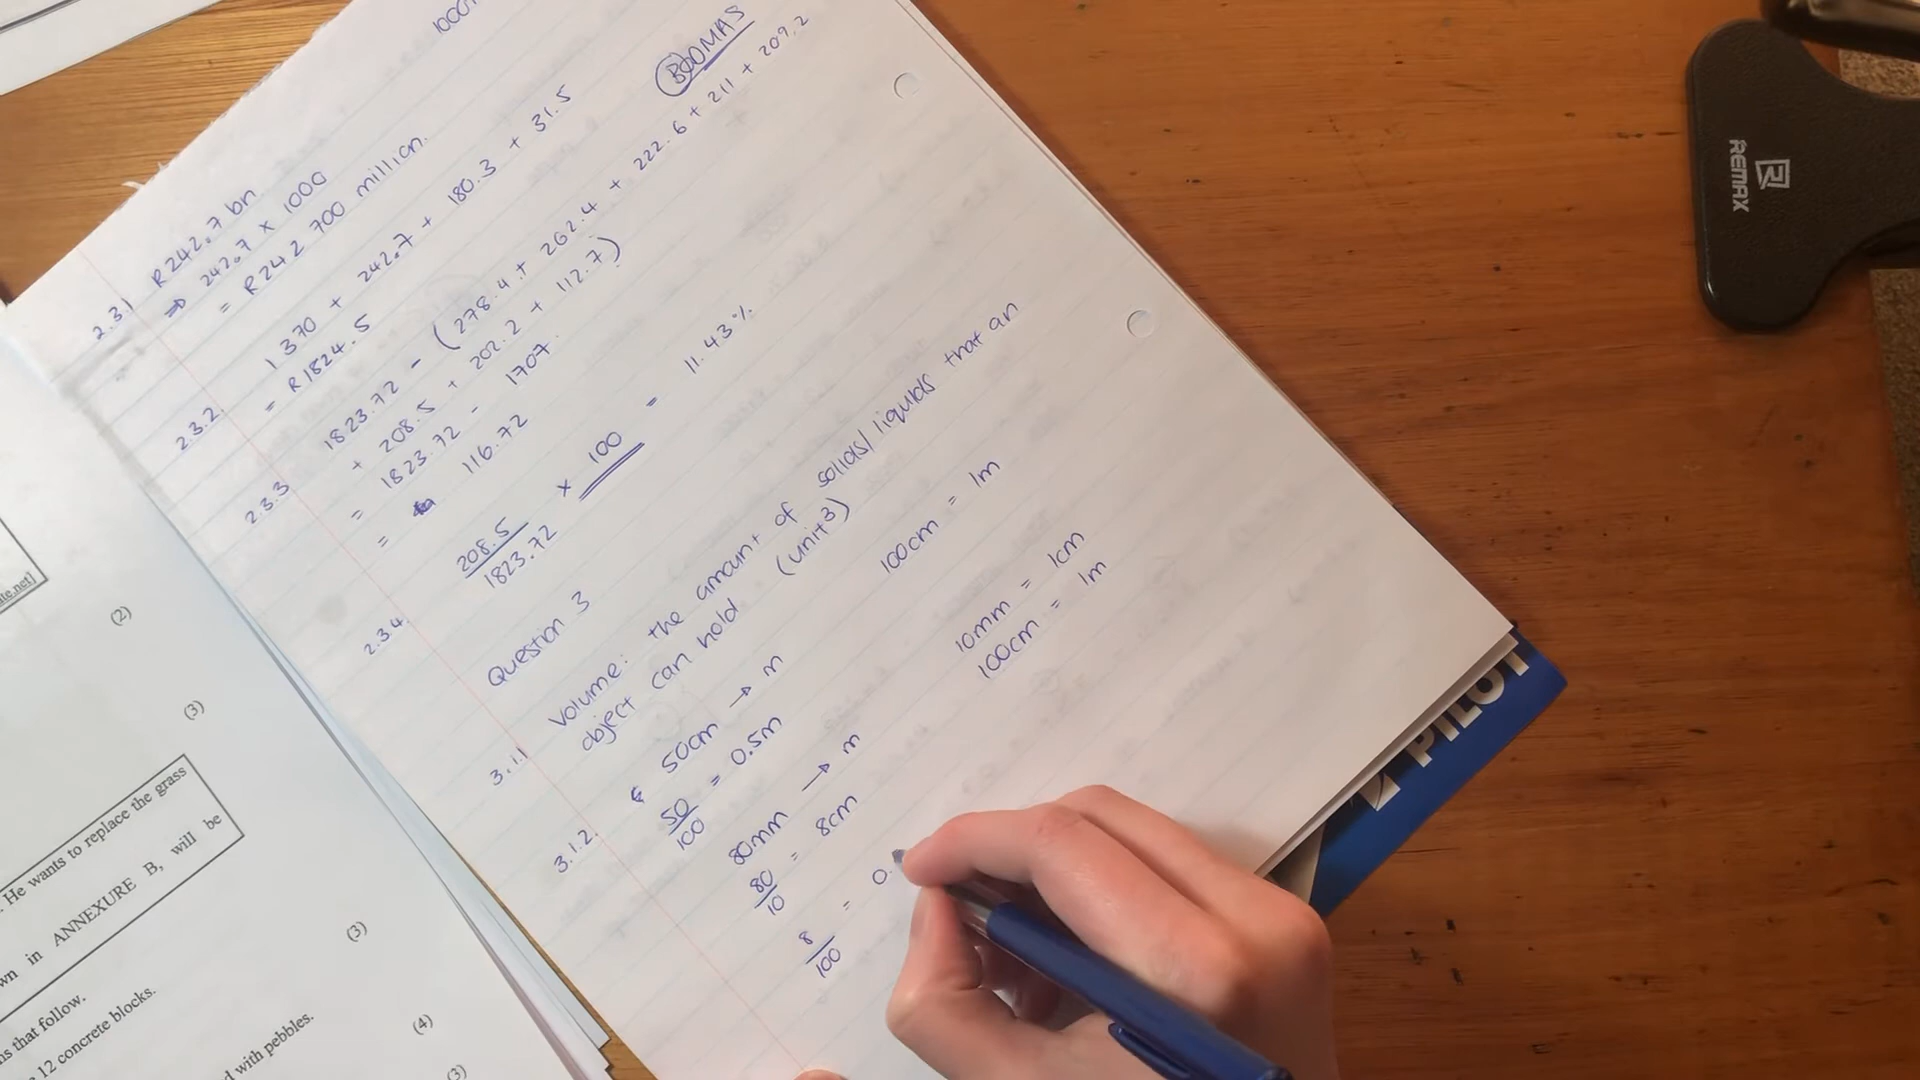 BODMAS
2.3.1 R242.7 bn.
⇒ 242.7 x 1000
= R242 700 million.
2.3.2. 1 370 + 242.7 + 180.3 + 31.5
= R1824.5
2.3.3 1823.72 - (278.4 + 262.4 + 222.6 + 211 + 209.2
+ 208.5 + 202.2 + 112.7)
= 1823.72 - 1707.
= 116.72
2.3.4. 208.5/1823.72 x 100 = 11.43%.
Question 3
3.1.1 Volume: the amount of solids/liquids that an
object can hold. (unit3)
3.1.2. 50cm → m 100cm = 1m
50/100 = 0.5m
80mm → m 10mm = 1cm
80/10 = 8cm 100cm = 1m
8/100 = 0.
(2)
(3)
He wants to replace the grass
in ANNEXURE B, will be
(3)
that follow.
12 concrete blocks.
(4)
with pebbles.
(3)
REMAX
PILOT